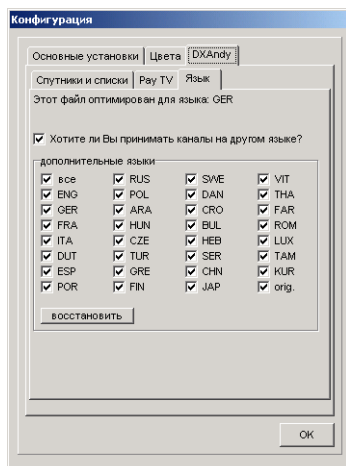 Конфигурация
Основные установки Цвета DXAndy
Спутники и списки Pay TV Язык
Этот файл оптимирован для языка: GER
Хотите ли Вы принимать каналы на другом языке?
дополнительные языки
все RUS SWE VIT
ENG POL DAN THA
GER ARA CRO FAR
FRA HUN BUL ROM
ITA CZE HEB LUX
DUT TUR SER TAM
ESP GRE CHN KUR
POR FIN JAP orig.
восстановить
OK